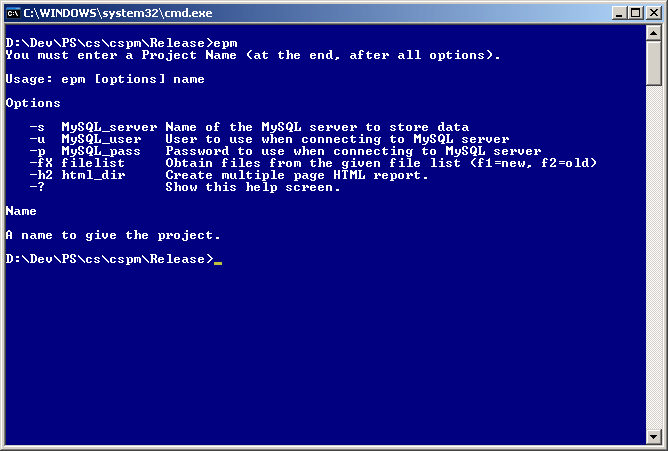 C:\WINDOWS\system32\cmd.exe
D:\Dev\PS\cs\cspm\Release>epm
You must enter a Project Name (at the end, after all options).
Usage: epm [options] name
Options
-s MySQL_server Name of the MySQL server to store data
-u MySQL_user User to use when connecting to MySQL server
-p MySQL_pass Password to use when connecting to MySQL server
-fX filelist Obtain files from the given file list (f1=new, f2=old)
-h2 html_dir Create multiple page HTML report.
-? Show this help screen.
Name
A name to give the project.
D:\Dev\PS\cs\cspm\Release>_